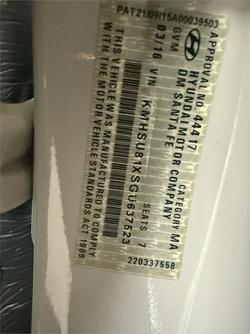 PAT21/09/15A00039503
APPROVAL NO. 44417 CATEGORY MA
HYUNDAI MOTOR COMPANY
DM SANTA FE
GVM SEATS 7
03/16 VIN KMHSU81XSGU637523
THIS VEHICLE WAS MANUFACTURED TO COMPLY
WITH THE MOTOR VEHICLE STANDARDS ACT 1989
220337558